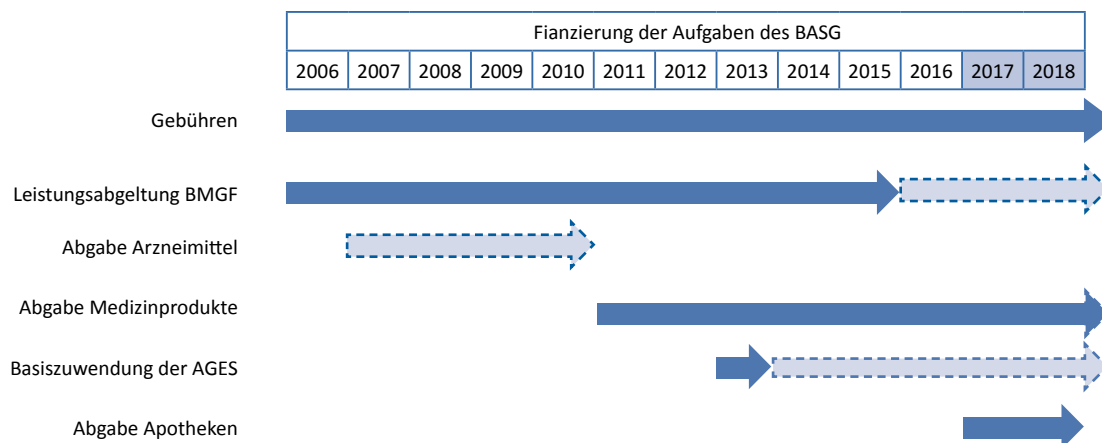 Fianzierung der Aufgaben des BASG
2006 2007 2008 2009 2010 2011 2012 2013 2014 2015 2016 2017 2018
Gebühren
Leistungsabgeltung BMGF
Abgabe Arzneimittel
Abgabe Medizinprodukte
Basiszuwendung der AGES
Abgabe Apotheken